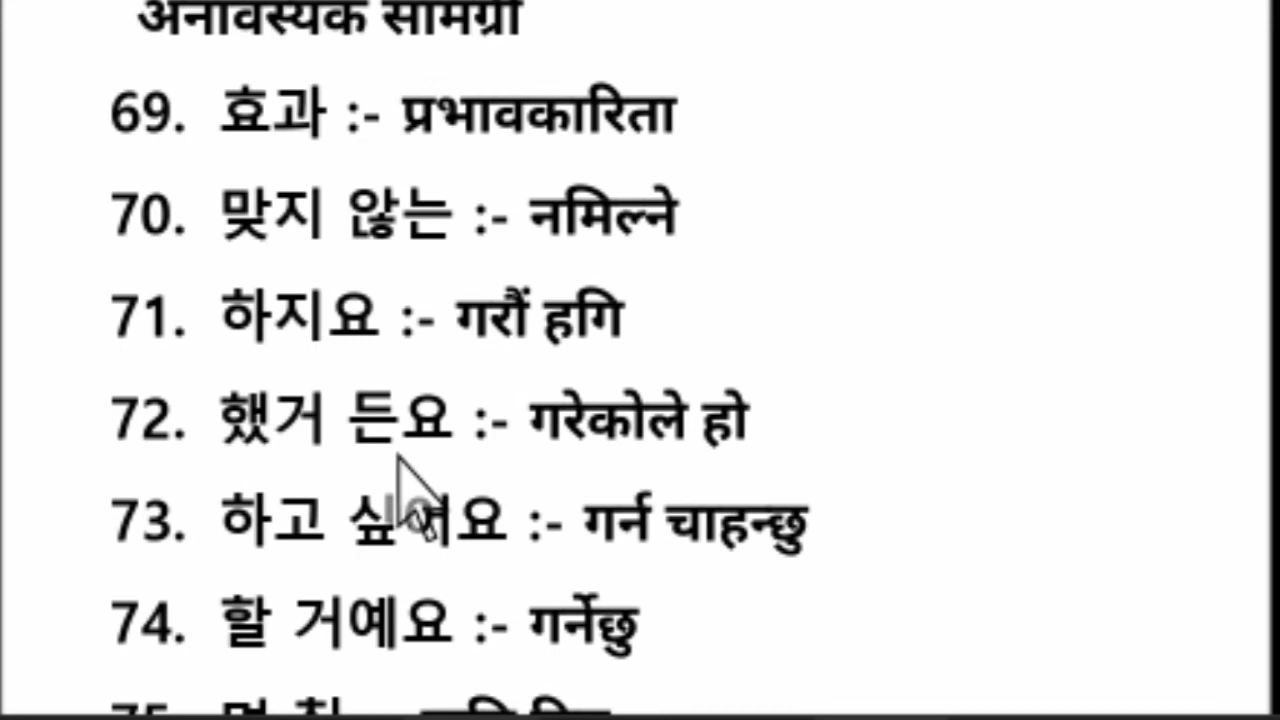 अनावस्यक सामग्री
69. 효과 :- प्रभावकारिता
70. 맞지 않는 :- नमिल्ने
71. 하지요 :- गरौं हगि
72. 했거 든요 :- गरेकोले हो
73. 하고 싶어요 :- गर्न चाहन्छु
74. 할 거예요 :- गर्नेछु
75.